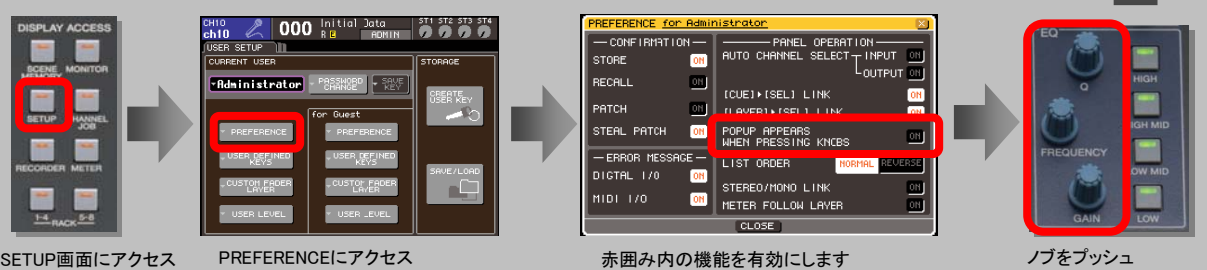 DISPLAY ACCESS
SCENE MEMORY MONITOR
SETUP CHANNEL JOB
RECORDER METER
1-4 RACK 5-8
SETUP画面にアクセス
CH10
ch10
000 Initial Data
R E ADMIN
ST1 ST2 ST3 ST4
USER SETUP
CURRENT USER
STORAGE
Administrator
PASSWORD CHANGE
SAVE KEY
CREATE USER KEY
for Guest
PREFERENCE PREFERENCE
USER DEFINED KEYS USER DEFINED KEYS
CUSTOM FADER LAYER CUSTOM FADER LAYER
USER LEVEL USER LEVEL
SAVE/LOAD
PREFERENCEにアクセス
PREFERENCE for Administrator
CONFIRMATION
STORE ON
RECALL ON
PATCH ON
STEAL PATCH ON
ERROR MESSAGE
DIGTAL I/O ON
MIDI I/O ON
PANEL OPERATION
AUTO CHANNEL SELECT INPUT ON
OUTPUT ON
[CUE]▶[SEL] LINK ON
[LAYER]▶[SEL] LINK
POPUP APPEARS
WHEN PRESSING KNOBS ON
LIST ORDER NORMAL REVERSE
STEREO/MONO LINK ON
METER FOLLOW LAYER ON
CLOSE
赤囲み内の機能を有効にします
EQ
Q
FREQUENCY
GAIN
HIGH
HIGH MID
LOW MID
LOW
ノブをプッシュ